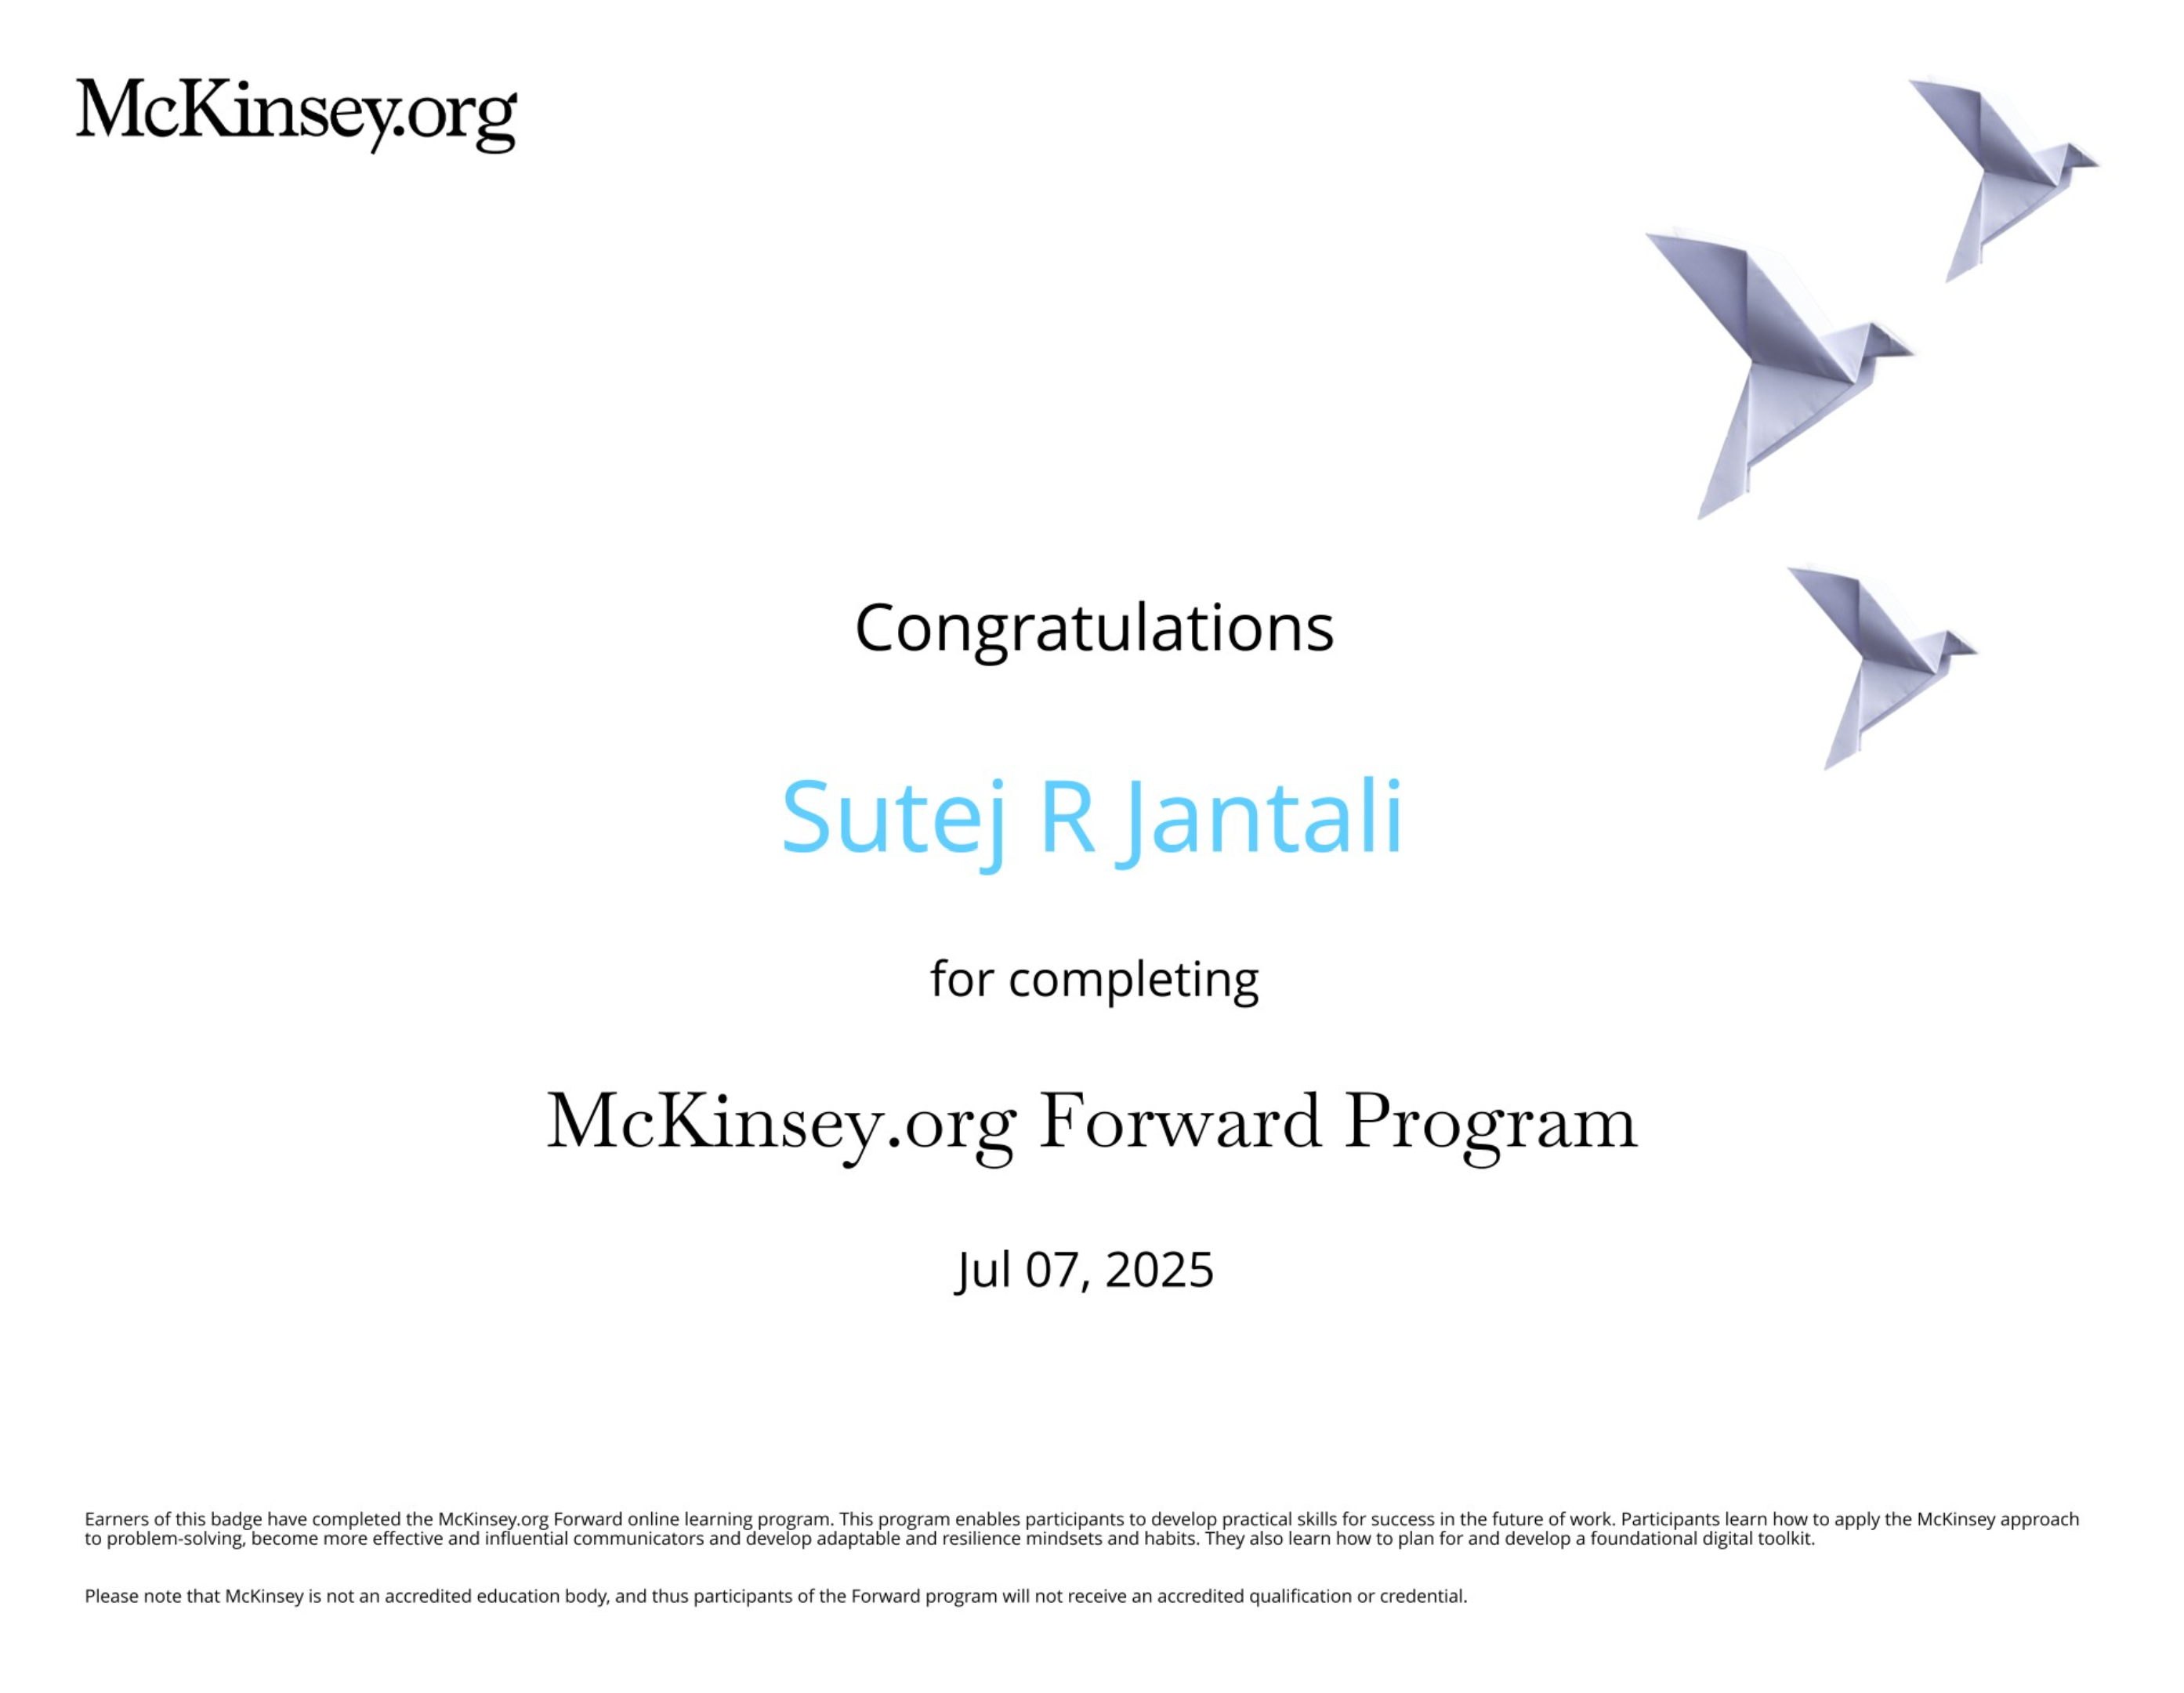 McKinsey.org
Congratulations
Sutej R Jantali
for completing
McKinsey.org Forward Program
Jul 07, 2025
Earners of this badge have completed the McKinsey.org Forward online learning program. This program enables participants to develop practical skills for success in the future of work. Participants learn how to apply the McKinsey approach
to problem-solving, become more effective and influential communicators and develop adaptable and resilience mindsets and habits. They also learn how to plan for and develop a foundational digital toolkit.
Please note that McKinsey is not an accredited education body, and thus participants of the Forward program will not receive an accredited qualification or credential.